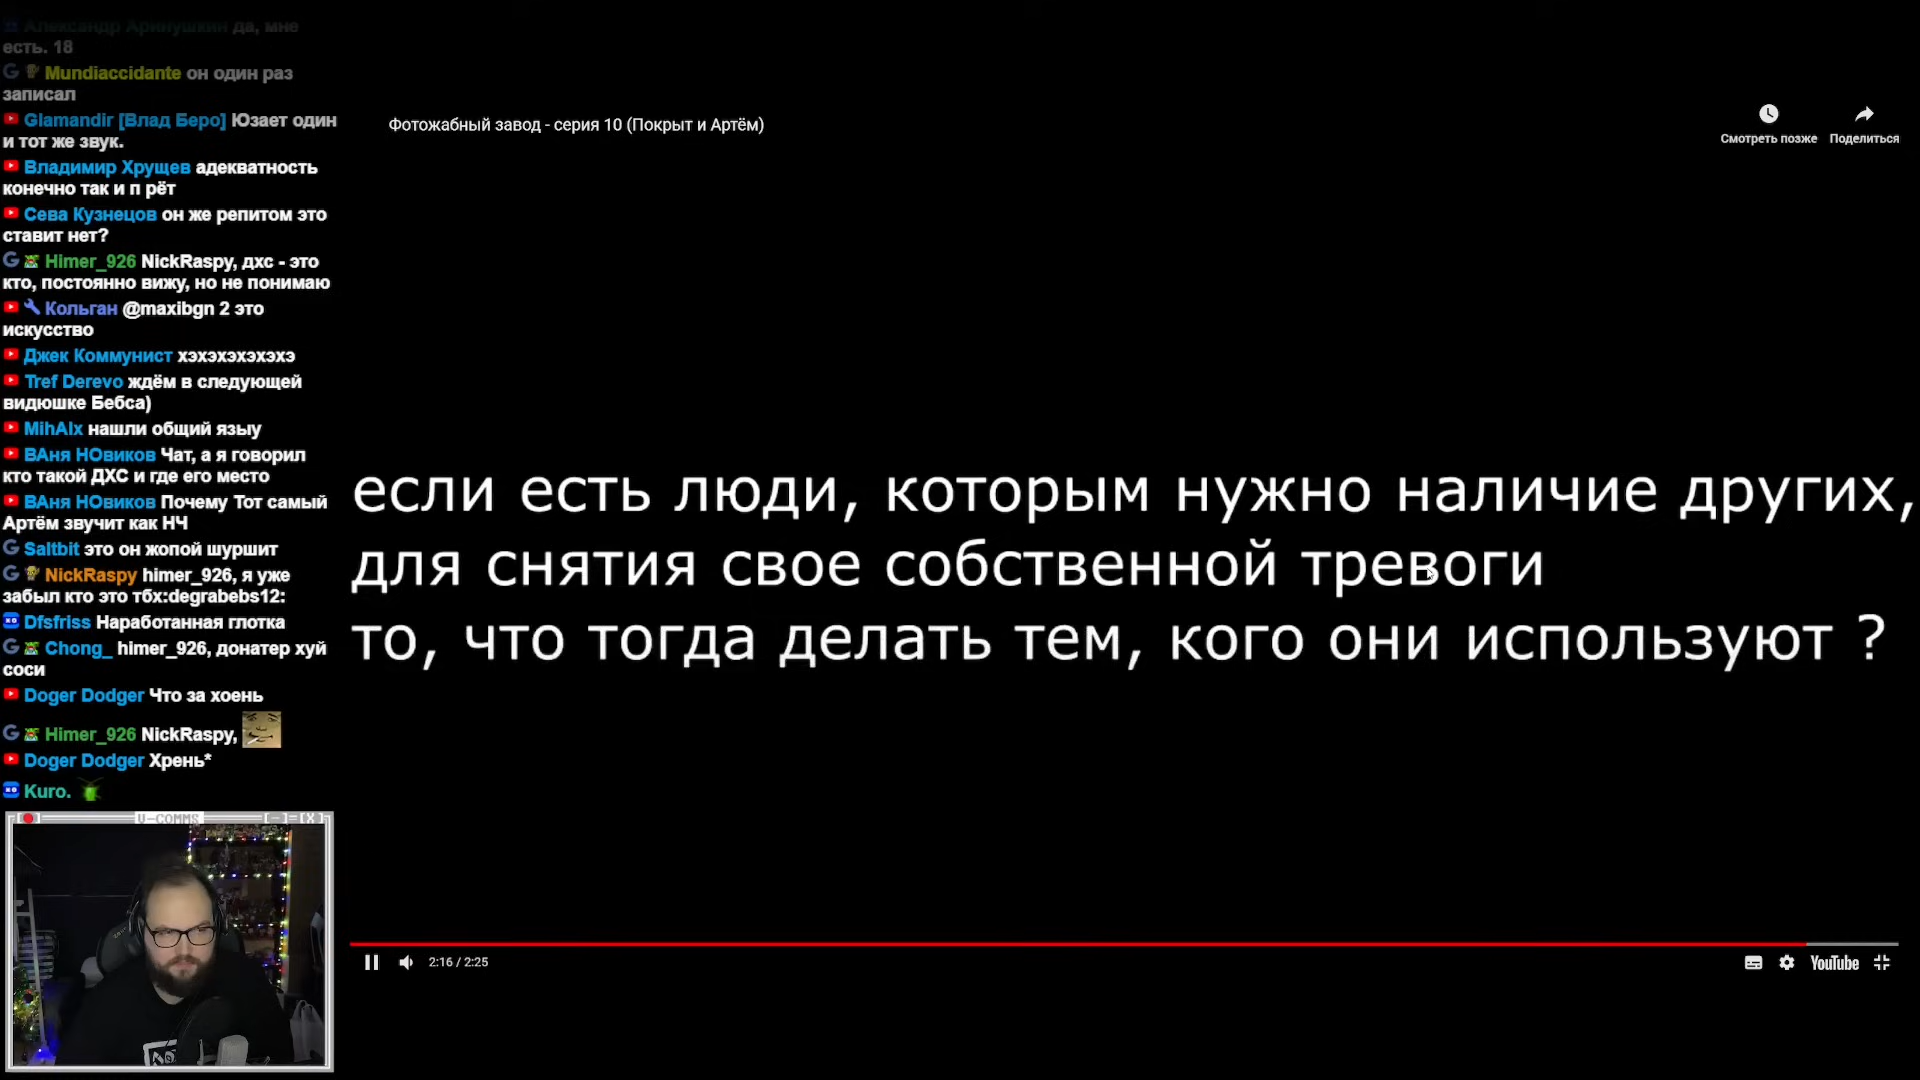 Александр Аринушкин да, мне
есть. 18
Mundiaccidante он один раз
записал
Glamandir [Влад Беро] Юзает один
и тот же звук.
Владимир Хрущев адекватность
конечно так и п рёт
Сева Кузнецов он же репитом это
ставит нет?
Himer_926 NickRaspy, дхс - это
кто, постоянно вижу, но не понимаю
Кольган @maxibgn 2 это
искусство
Джек Коммунист хэхэхэхэхэхэ
Tref Derevo ждём в следующей
видюшке Бебса)
MihAlx нашли общий языу
ВАня НОвиков Чат, а я говорил
кто такой ДХС и где его место
ВАня НОвиков Почему Тот самый
Артём звучит как НЧ
Saltbit это он жопой шуршит
NickRaspy himer_926, я уже
забыл кто это тбх:degrabebs12:
Dfsfriss Наработанная глотка
Chong_ himer_926, донатер хуй
соси
Doger Dodger Что за хоень
Himer_926 NickRaspy,
Doger Dodger Хрень*
Kuro.
V-COMMS
Фотожабный завод - серия 10 (Покрыт и Артём)
Смотреть позже
Поделиться
если есть люди, которым нужно наличие других,
для снятия свое собственной тревоги
то, что тогда делать тем, кого они используют ?
2:16 / 2:25
YouTube